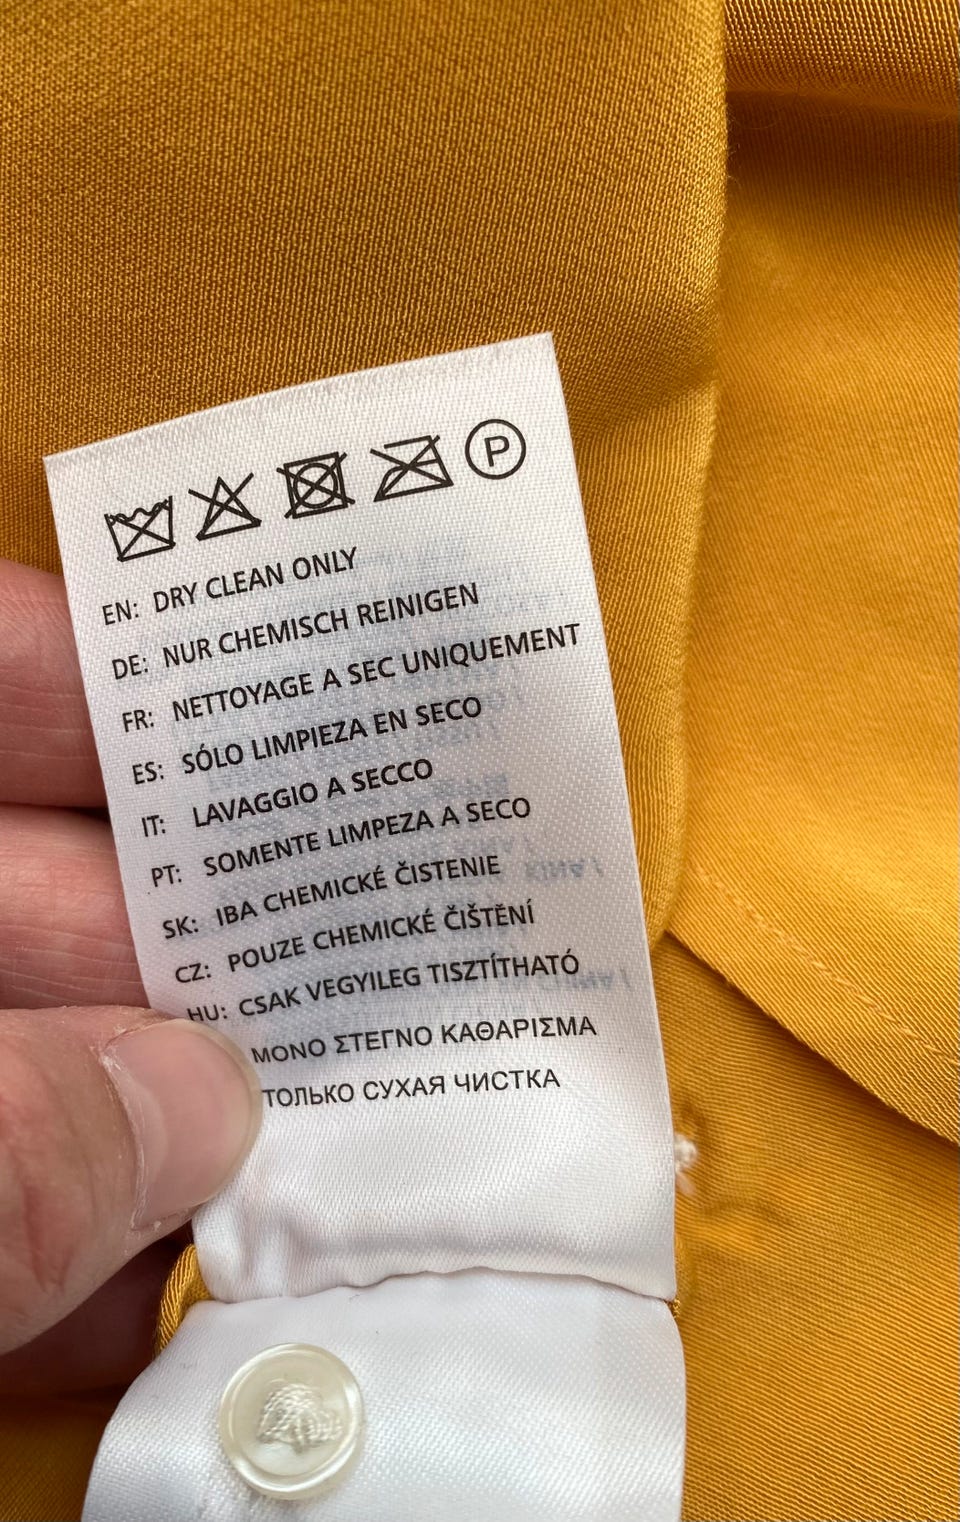 P
EN: DRY CLEAN ONLY
DE: NUR CHEMISCH REINIGEN
FR: NETTOYAGE A SEC UNIQUEMENT
ES: SÓLO LIMPIEZA EN SECO
IT: LAVAGGIO A SECCO
PT: SOMENTE LIMPEZA A SECO
SK: IBA CHEMICKÉ ČISTENIE
CZ: POUZE CHEMICKÉ ČIŠTĚNÍ
HU: CSAK VEGYILEG TISZTÍTHATÓ
ΜΟΝΟ ΣΤΕΓΝΟ ΚΑΘΑΡΙΣΜΑ
ТОЛЬКО СУХАЯ ЧИСТКА